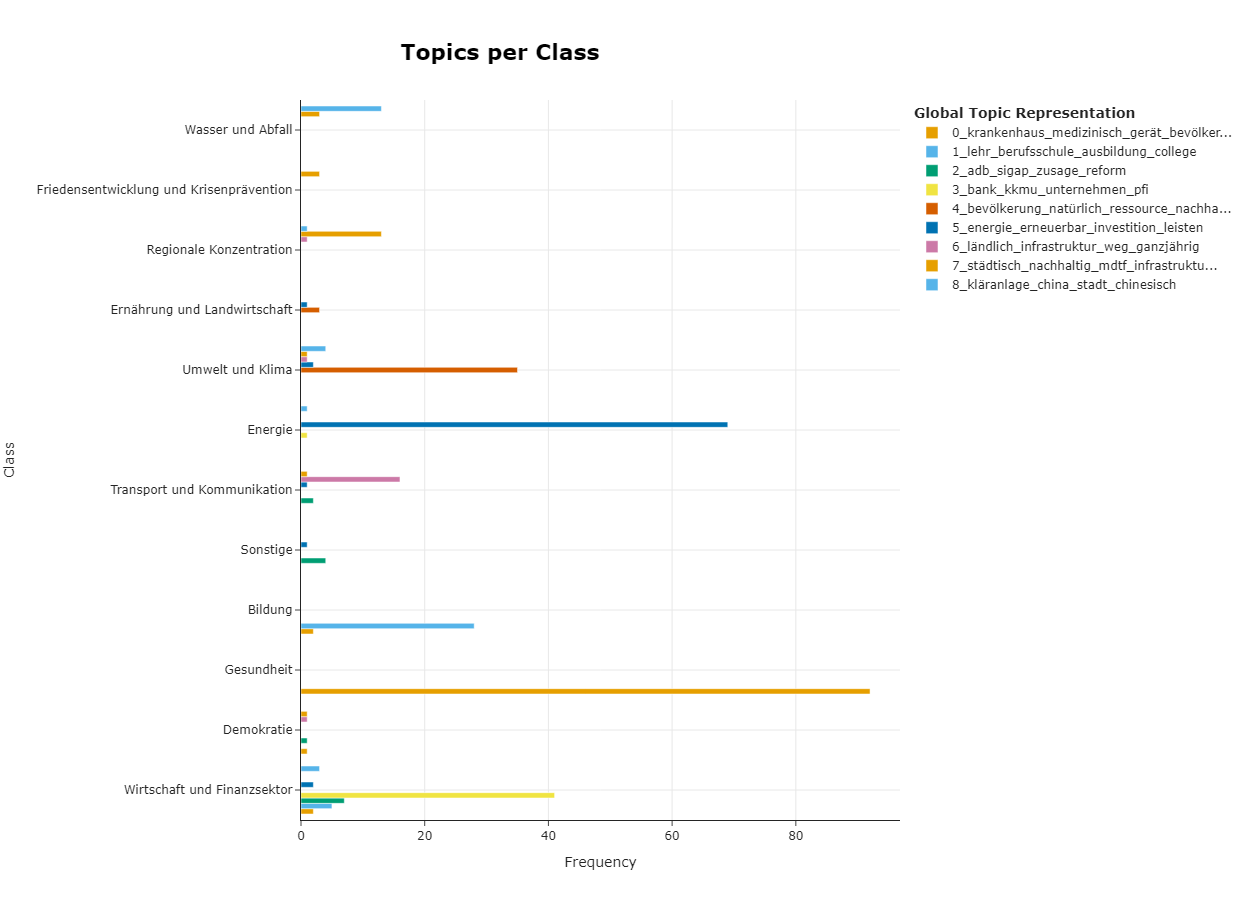 Topics per Class
Global Topic Representation
0_krankenhaus_medizinisch_gerät_bevölker...
1_lehr_berufsschule_ausbildung_college
2_adb_sigap_zusage_reform
3_bank_kkmu_unternehmen_pfi
4_bevölkerung_natürlich_ressource_nachha...
5_energie_erneuerbar_investition_leisten
6_ländlich_infrastruktur_weg_ganzjährig
7_städtisch_nachhaltig_mdtf_infrastruktu...
8_kläranlage_china_stadt_chinesisch
Class
Wasser und Abfall
Friedensentwicklung und Krisenprävention
Regionale Konzentration
Ernährung und Landwirtschaft
Umwelt und Klima
Energie
Transport und Kommunikation
Sonstige
Bildung
Gesundheit
Demokratie
Wirtschaft und Finanzsektor
0 20 40 60 80
Frequency